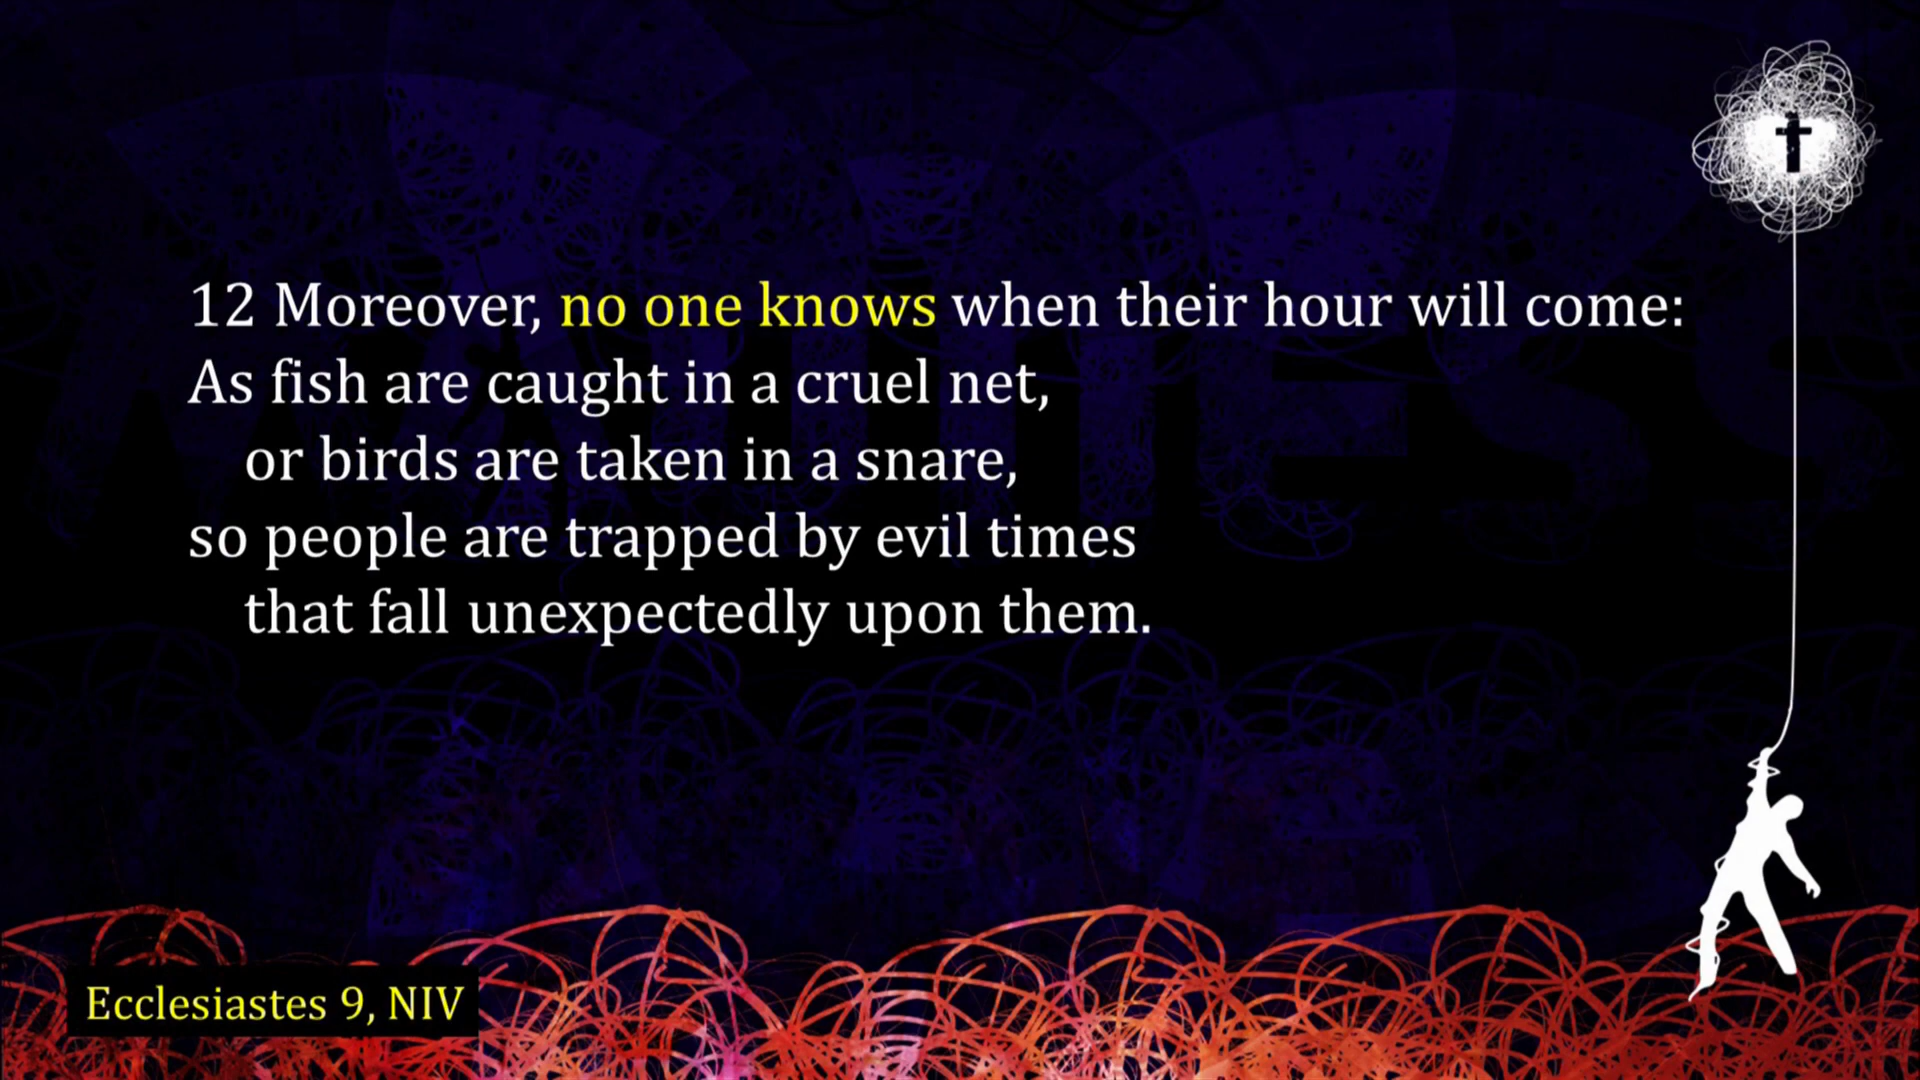 12 Moreover, no one knows when their hour will come:
As fish are caught in a cruel net,
or birds are taken in a snare,
so people are trapped by evil times
that fall unexpectedly upon them.
Ecclesiastes 9, NIV